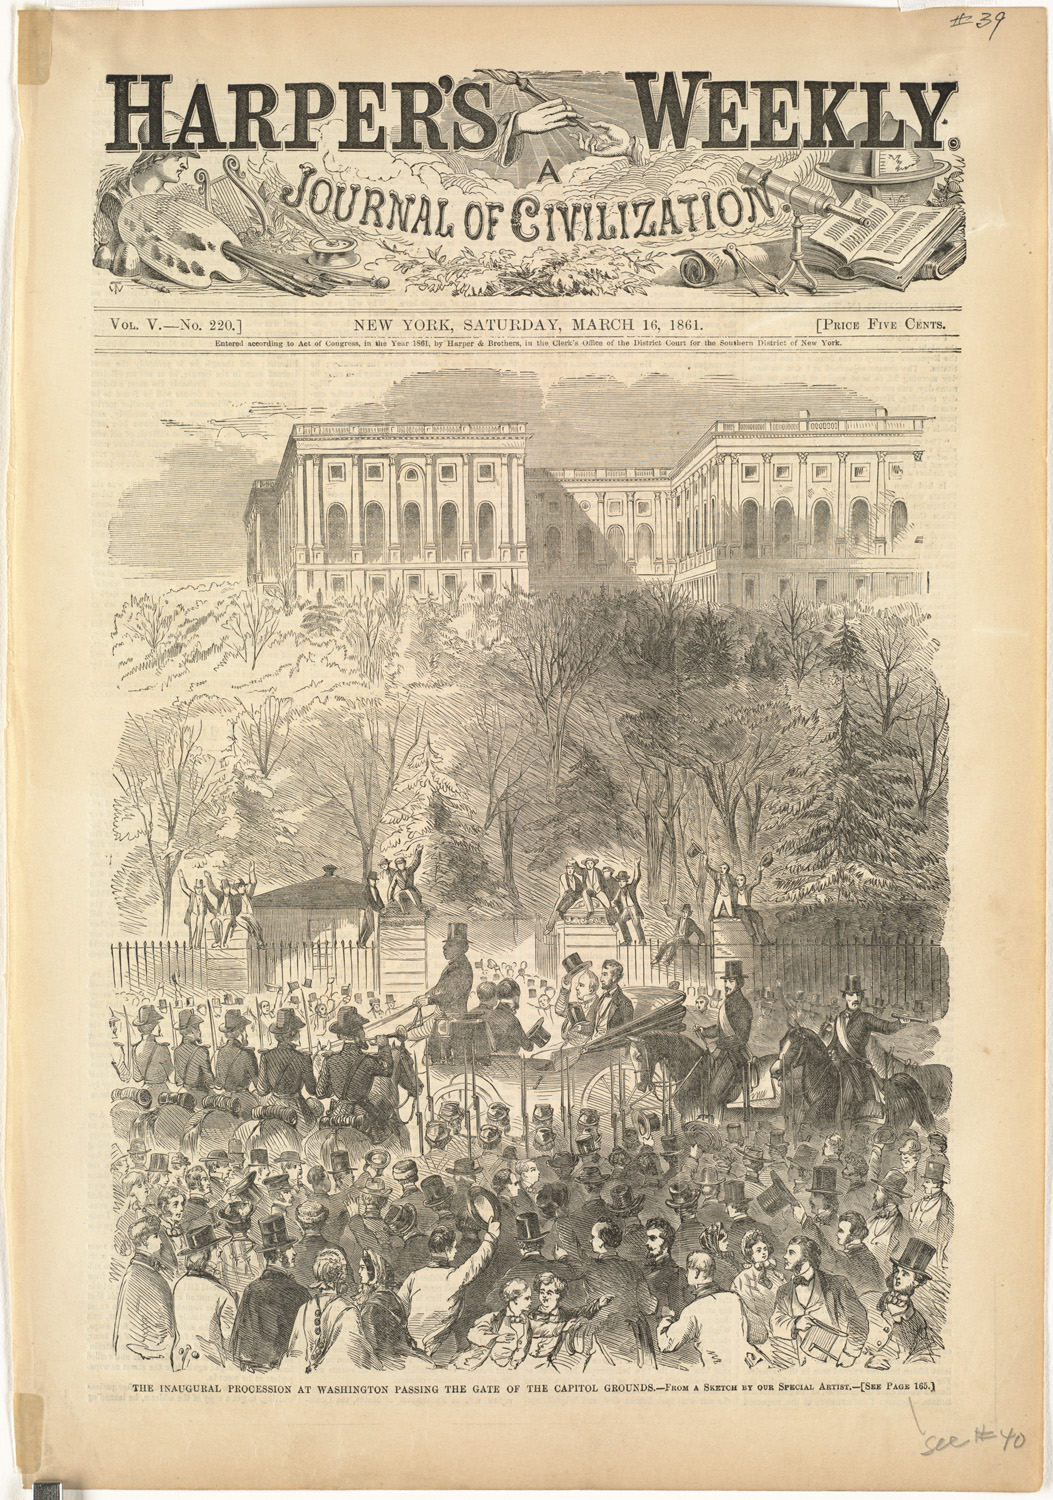 #39
HARPER'S WEEKLY.
A
JOURNAL OF CIVILIZATION
VOL. V.—No. 220.] NEW YORK, SATURDAY, MARCH 16, 1861. [PRICE FIVE CENTS.
Entered according to Act of Congress, in the Year 1861, by Harper & Brothers, in the Clerk's Office of the District Court for the Southern District of New York.
THE INAUGURAL PROCESSION AT WASHINGTON PASSING THE GATE OF THE CAPITOL GROUNDS.—FROM A SKETCH BY OUR SPECIAL ARTIST.—[SEE PAGE 165.]
see #40